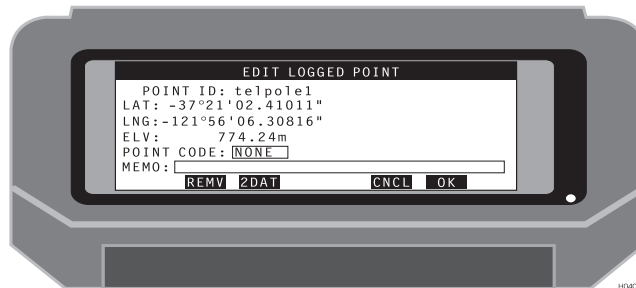 EDIT LOGGED POINT
POINT ID: telpole1
LAT: -37°21'02.41011"
LNG:-121°56'06.30816"
ELV: 774.24m
POINT CODE: NONE
MEMO:
REMV 2DAT CNCL OK